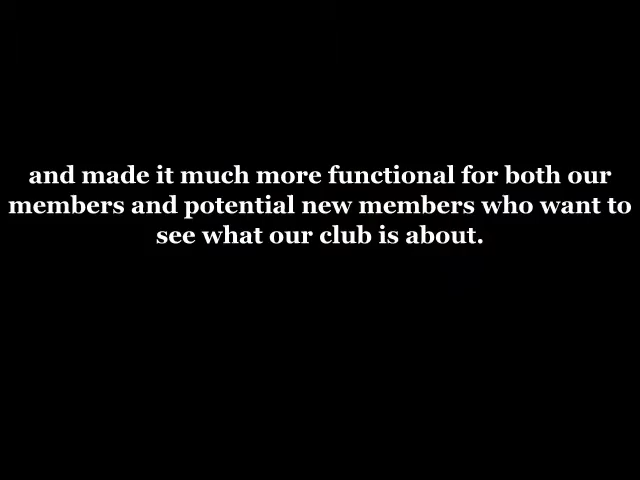 and made it much more functional for both our
members and potential new members who want to
see what our club is about.